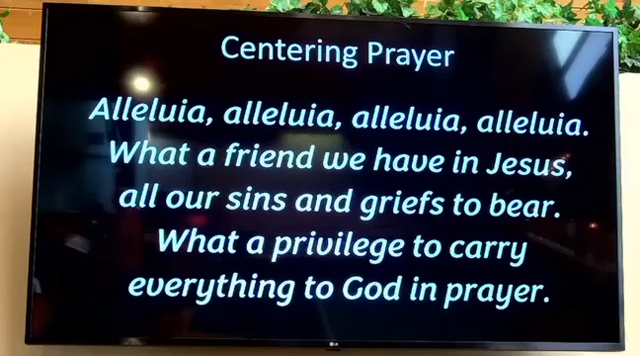 Centering Prayer
Alleluia, alleluia, alleluia, alleluia.
What a friend we have in Jesus,
all our sins and griefs to bear.
What a privilege to carry
everything to God in prayer.
LG